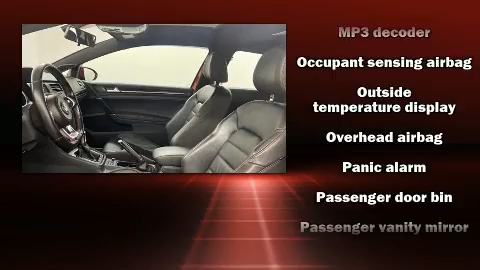 MP3 decoder
Occupant sensing airbag
Outside
temperature display
Overhead airbag
Panic alarm
Passenger door bin
Passenger vanity mirror